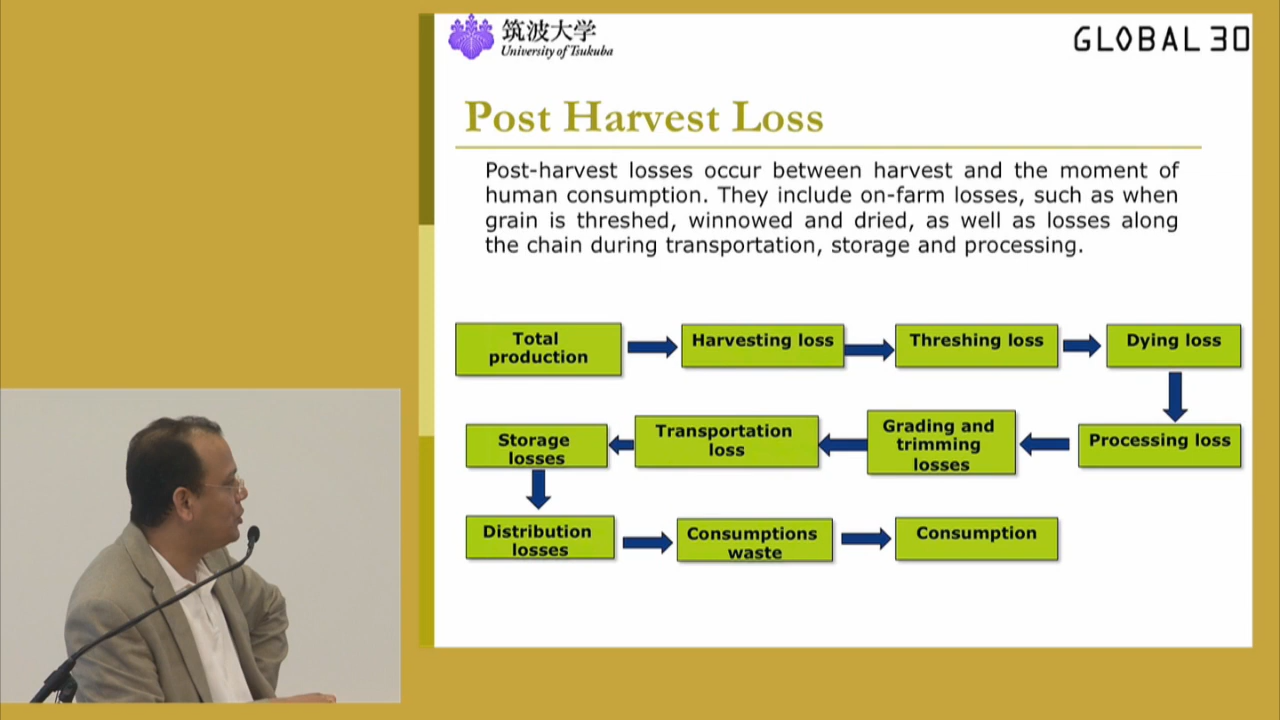 筑波大学
University of Tsukuba
GLOBAL 30
Post Harvest Loss
Post-harvest losses occur between harvest and the moment of
human consumption. They include on-farm losses, such as when
grain is threshed, winnowed and dried, as well as losses along
the chain during transportation, storage and processing.
Total
production
Harvesting loss
Threshing loss
Dying loss
Processing loss
Grading and
trimming
losses
Transportation
loss
Storage
losses
Distribution
losses
Consumptions
waste
Consumption